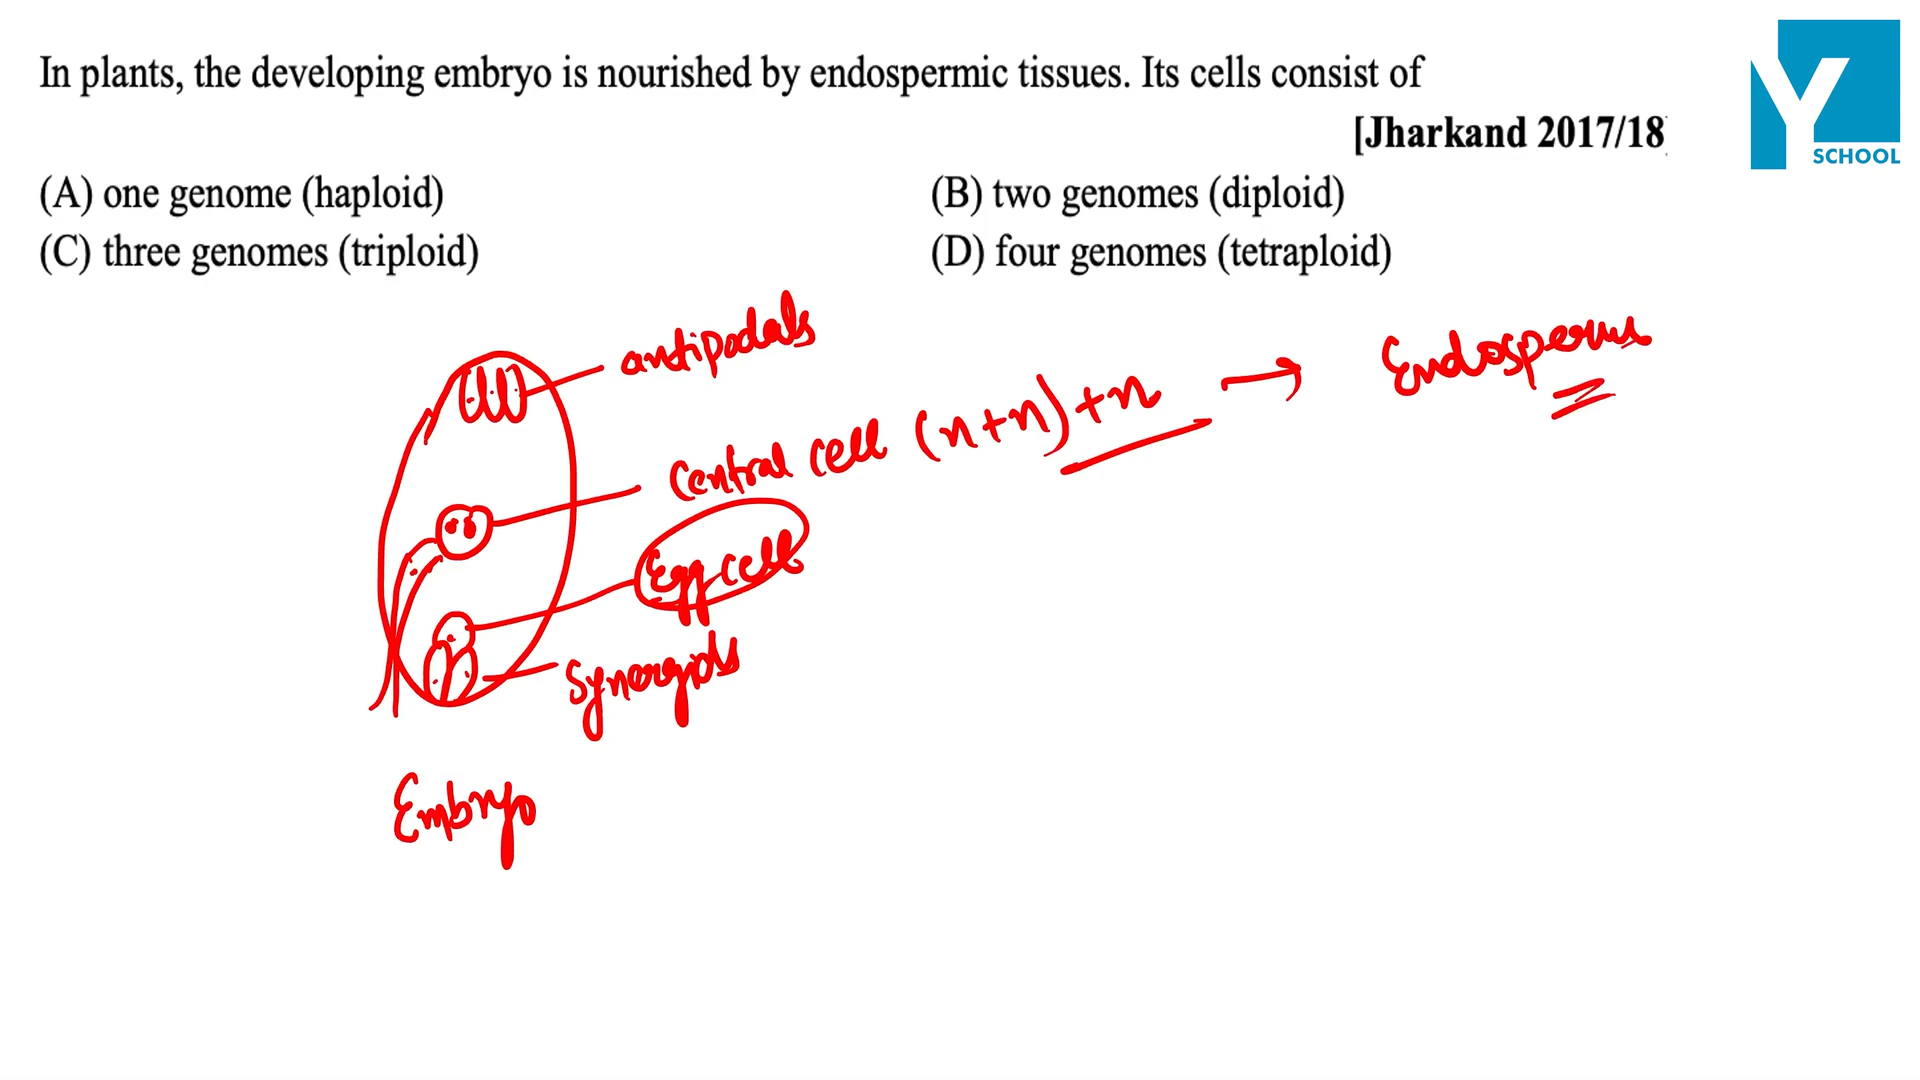 In plants, the developing embryo is nourished by endospermic tissues. Its cells consist of
[Jharkand 2017/18]
(A) one genome (haploid)
(B) two genomes (diploid)
(C) three genomes (triploid)
(D) four genomes (tetraploid)
Y SCHOOL
antipodals
Central cell (n+n)+n → Endosperm
Egg cell
Synergids
Embryo